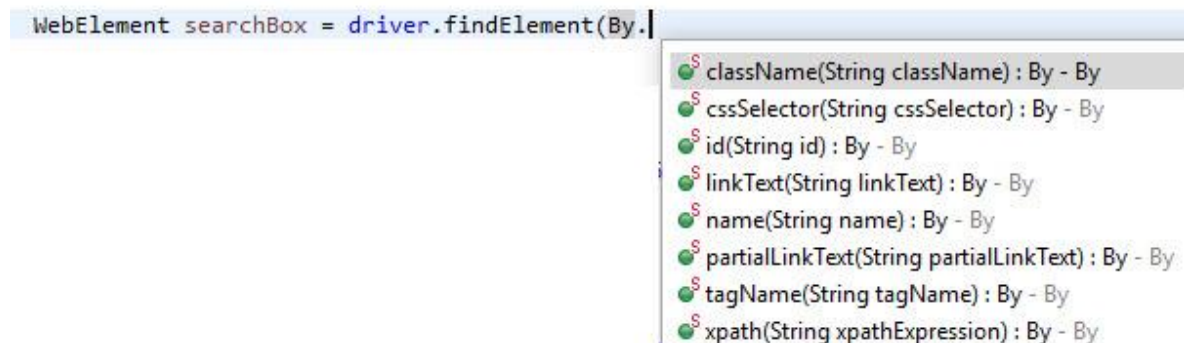 WebElement searchBox = driver.findElement(By.
className(String className) : By - By
cssSelector(String cssSelector) : By - By
id(String id) : By - By
linkText(String linkText) : By - By
name(String name) : By - By
partialLinkText(String partialLinkText) : By - By
tagName(String tagName) : By - By
xpath(String xpathExpression) : By - By